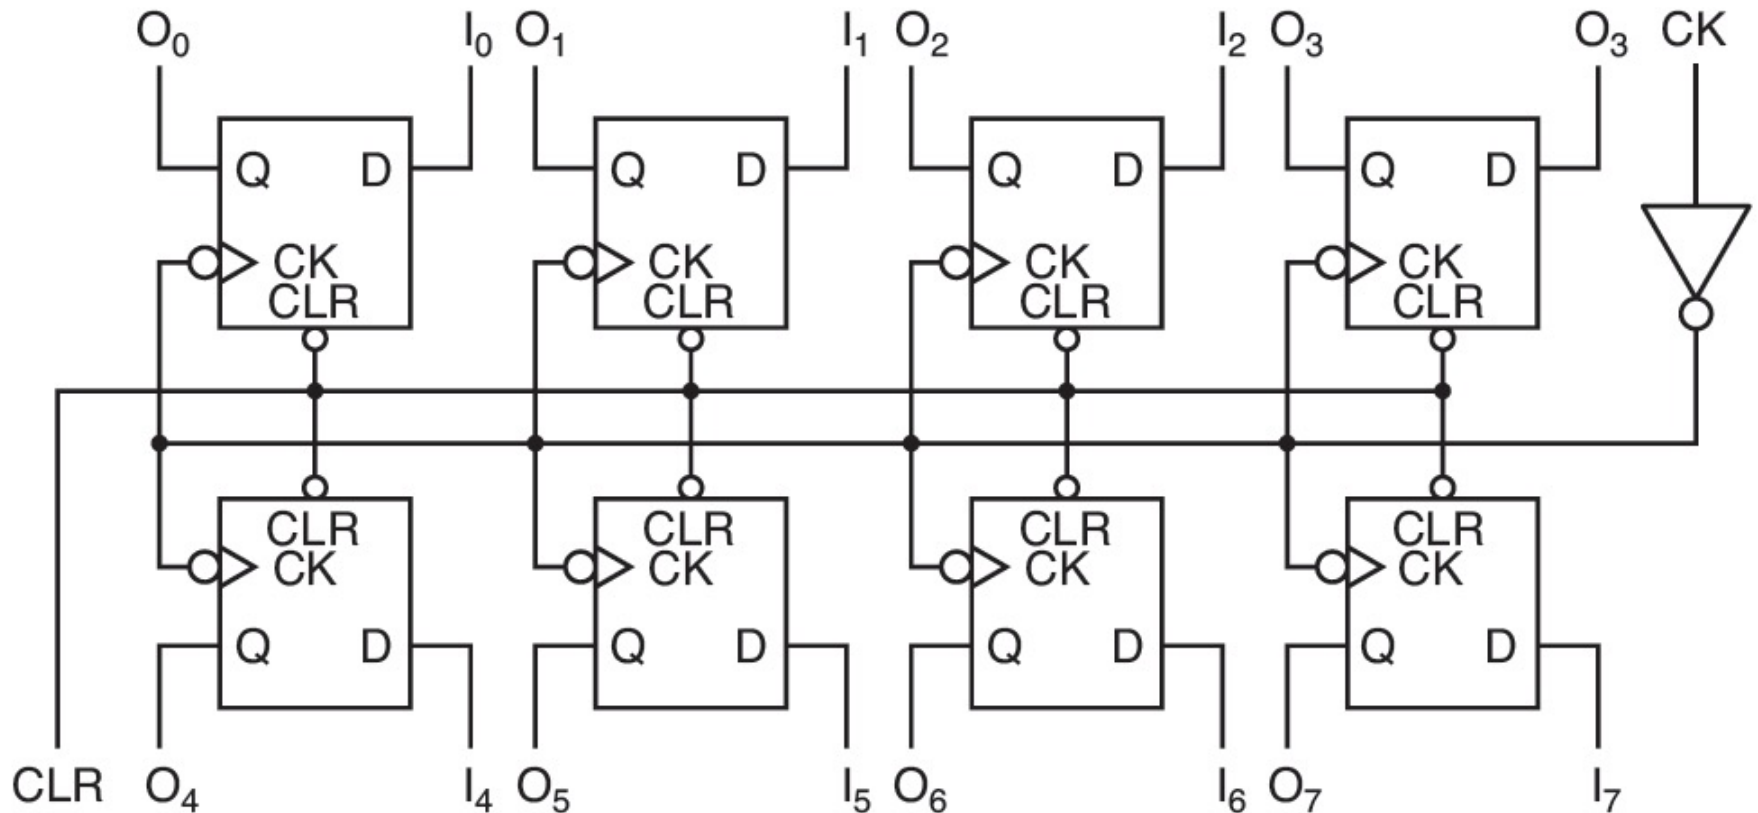 O₀ I₀ O₁ I₁ O₂ I₂ O₃ O₃ CK
Q D Q D Q D Q D
CK CK CK CK
CLR CLR CLR CLR
CLR CLR CLR CLR
CK CK CK CK
Q D Q D Q D Q D
CLR O₄ I₄ O₅ I₅ O₆ I₆ O₇ I₇